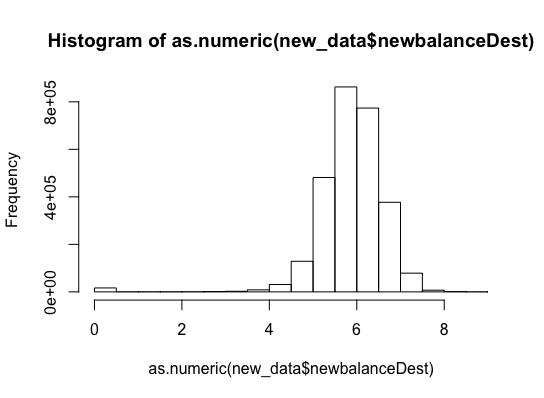 Histogram of as.numeric(new_data$newbalanceDest)
Frequency
8e+05
4e+05
0e+00
0 2 4 6 8
as.numeric(new_data$newbalanceDest)